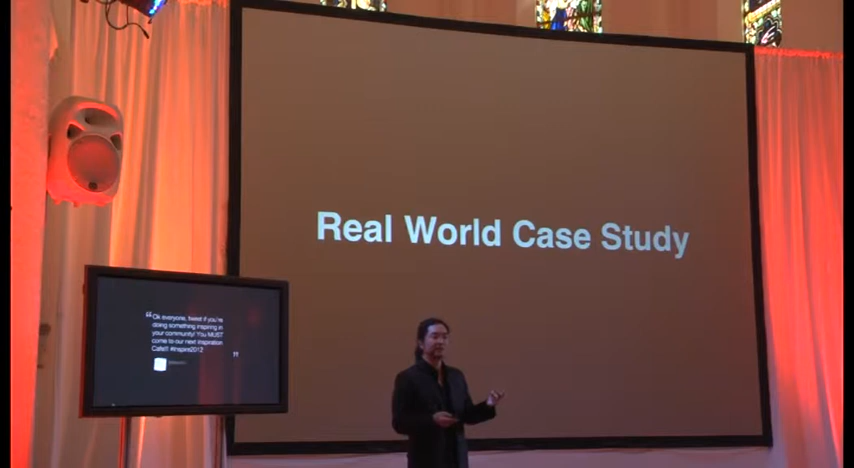 Real World Case Study
"Ok everyone, tweet if you're
doing something inspiring in
your community! You MUST
come to our next inspiration
Cafe!! #Inspire2012 "